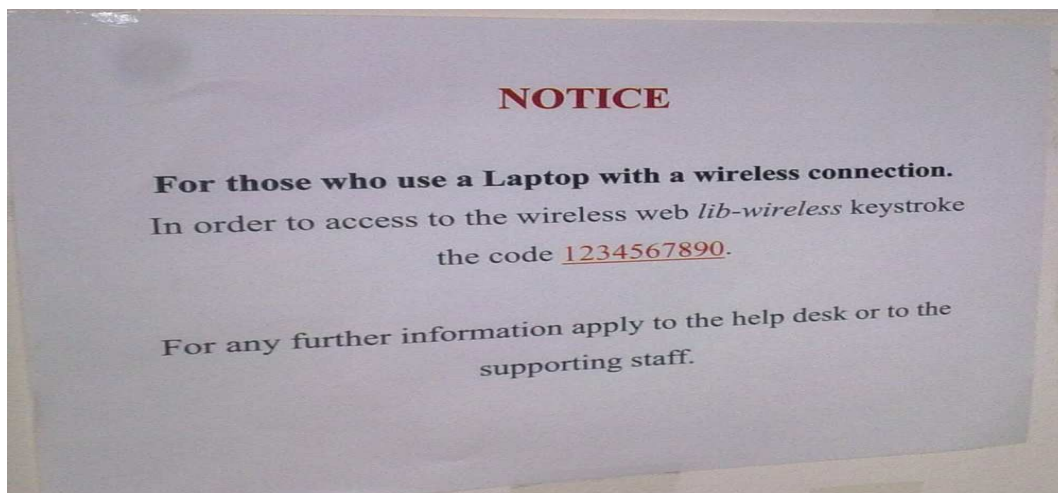 NOTICE
For those who use a Laptop with a wireless connection.
In order to access to the wireless web lib-wireless keystroke
the code 1234567890.
For any further information apply to the help desk or to the
supporting staff.